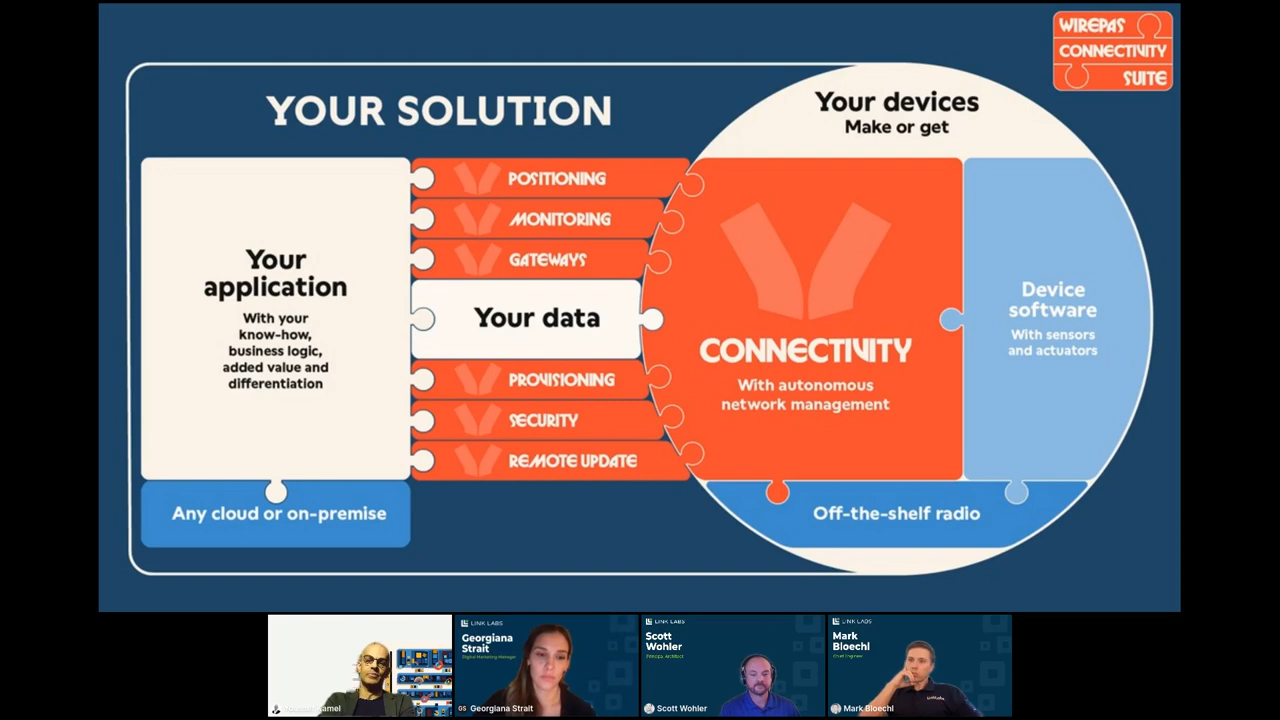 WIREPAS
CONNECTIVITY
SUITE
YOUR SOLUTION
Your devices
Make or get
Your
application
With your
know-how,
business logic,
added value and
differentiation
Any cloud or on-premise
POSITIONING
MONITORING
GATEWAYS
Your data
PROVISIONING
SECURITY
REMOTE UPDATE
CONNECTIVITY
With autonomous
network management
Device
software
With sensors
and actuators
Off-the-shelf radio
LINK LABS
Georgiana
Strait
Digital Marketing Manager
GS Georgiana Strait
LINK LABS
Scott
Wohler
Principal Architect
Scott Wohler
LINK LABS
Mark
Bloechl
Chief Engineer
Mark Bloechl